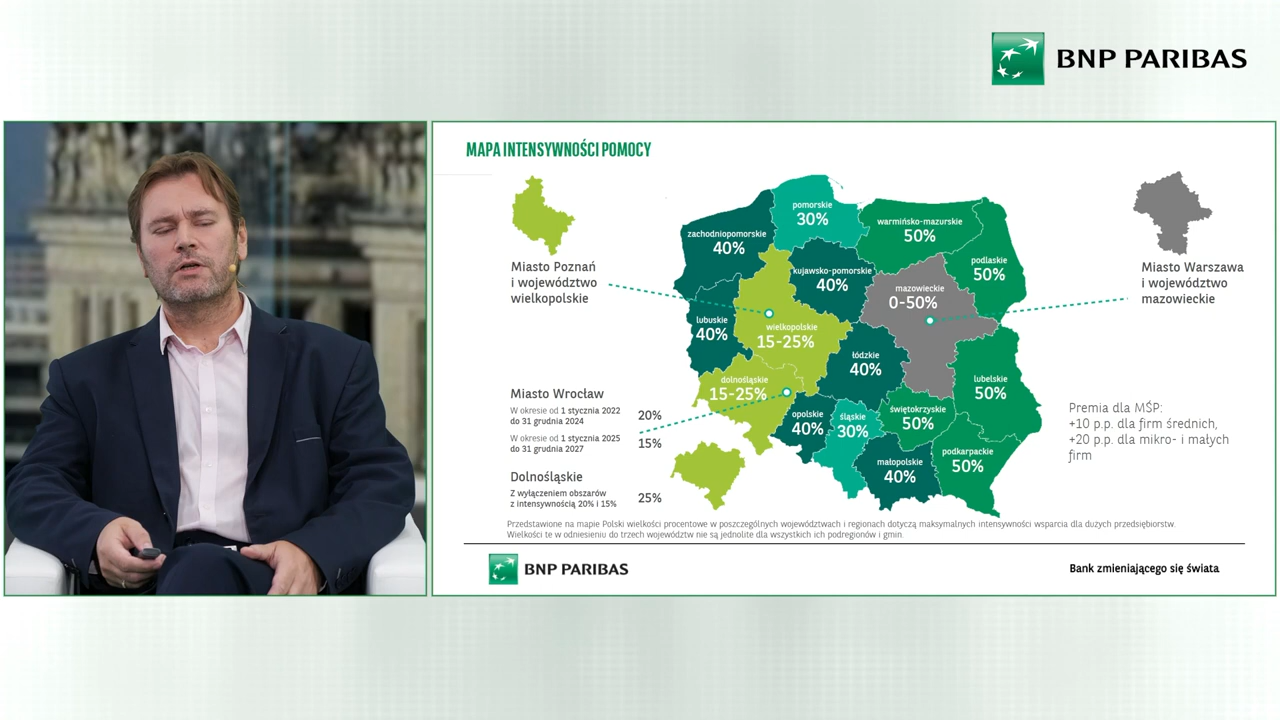 BNP PARIBAS
MAPA INTENSYWNOŚCI POMOCY
Miasto Poznań
i województwo
wielkopolskie
Miasto Wrocław
W okresie od 1 stycznia 2022
do 31 grudnia 2024
20%
W okresie od 1 stycznia 2025
do 31 grudnia 2027
15%
Dolnośląskie
Z wyłączeniem obszarów
z intensywnością 20% i 15%
25%
pomorskie
30%
zachodniopomorskie
40%
warmińsko-mazurskie
50%
podlaskie
50%
kujawsko-pomorskie
40%
mazowieckie
0-50%
lubuskie
40%
wielkopolskie
15-25%
łódzkie
40%
dolnośląskie
15-25%
lubelskie
50%
opolskie
40%
śląskie
30%
świętokrzyskie
50%
małopolskie
40%
podkarpackie
50%
Miasto Warszawa
i województwo
mazowieckie
Premia dla MŚP:
+10 p.p. dla firm średnich,
+20 p.p. dla mikro- i małych
firm
Przedstawione na mapie Polski wielkości procentowe w poszczególnych województwach i regionach dotyczą maksymalnych intensywności wsparcia dla dużych przedsiębiorstw.
Wielkości te w odniesieniu do trzech województw nie są jednolite dla wszystkich ich podregionów i gmin.
BNP PARIBAS
Bank zmieniającego się świata